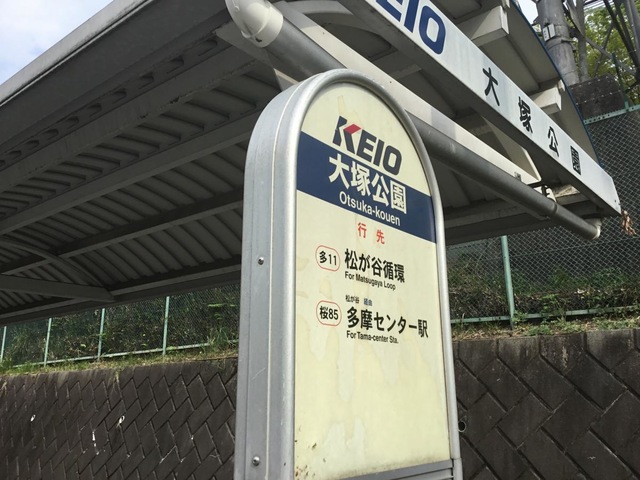 KEIO
大塚公園
KEIO
大塚公園
Otsuka-kouen
行先
多11 松が谷循環
For Matsugaya Loop
松が谷 経由
桜85 多摩センター駅
For Tama-center Sta.